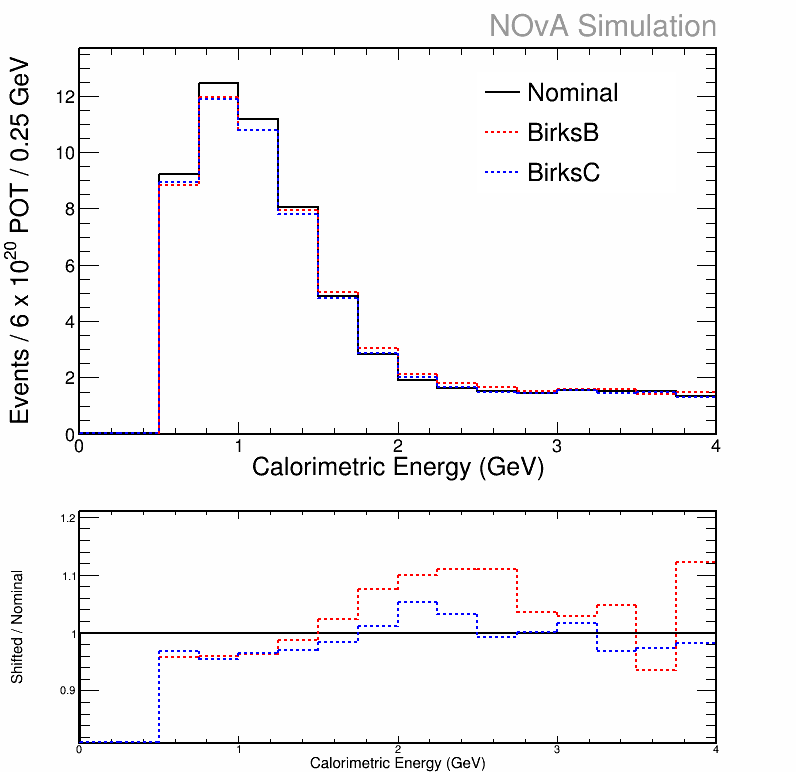 NOvA Simulation
Events / 6 x 10^20 POT / 0.25 GeV
12
10
8
6
4
2
0
Nominal
BirksB
BirksC
0 1 2 3 4
Calorimetric Energy (GeV)
Shifted / Nominal
1.2
1.1
1
0.9
0 1 2 3 4
Calorimetric Energy (GeV)